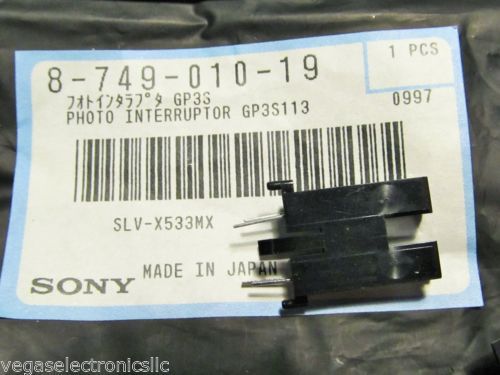 1 PCS
8-749-010-19
フオトインタラプタ GP3S
PHOTO INTERRUPTOR GP3S113
0997
SLV-X533MX
MADE IN JAPAN
SONY
vegaselectronicsllc
vegaselectronicsllc